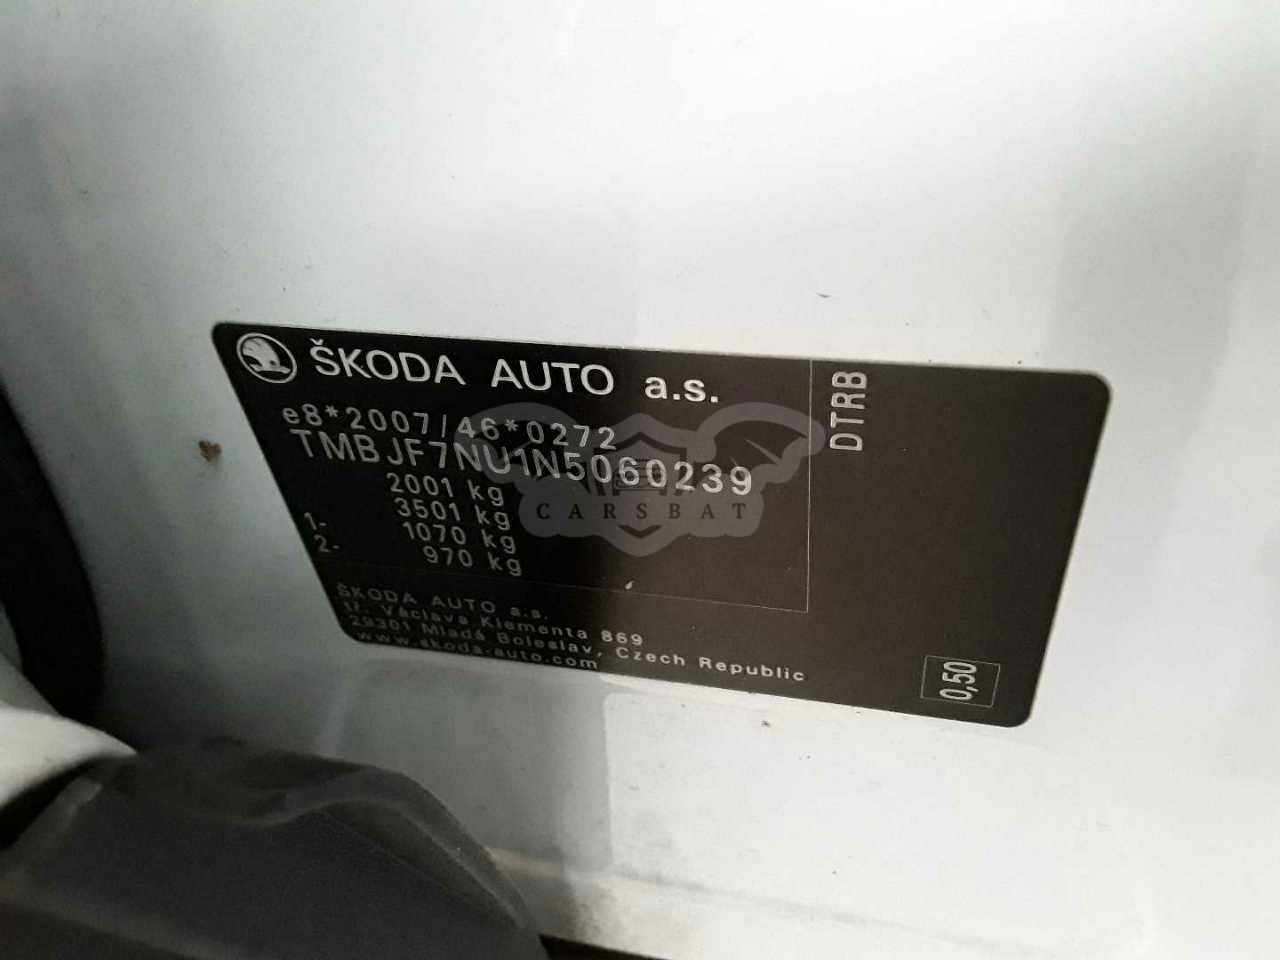 ŠKODA AUTO a.s.
e8*2007/46*0272
TMBJF7NU1N5060239
2001 kg
3501 kg
1- 1070 kg
2- 970 kg
ŠKODA AUTO a.s.
tř. Václava Klementa 869
29301 Mladá Boleslav, Czech Republic
www.skoda-auto.com
DTRB
0,50
CARSBAT